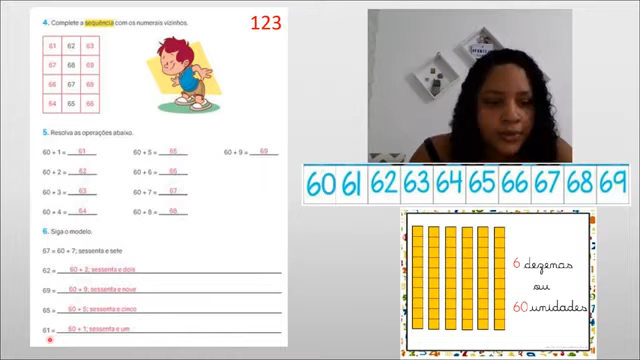 4. Complete a sequência com os numerais vizinhos.
123
61 62 63
67 68 69
66 67 68
64 65 66
5. Resolva as operações abaixo.
60 + 1 = 61 60 + 5 = 65 60 + 9 = 69
60 + 2 = 62 60 + 6 = 66
60 + 3 = 63 60 + 7 = 67
60 + 4 = 64 60 + 8 = 68
6. Siga o modelo.
67 = 60 + 7; sessenta e sete
62 = 60 + 2; sessenta e dois
69 = 60 + 9; sessenta e nove
65 = 60 + 5; sessenta e cinco
61 = 60 + 1; sessenta e um
60 61 62 63 64 65 66 67 68 69
6 dezenas
ou
60 unidades